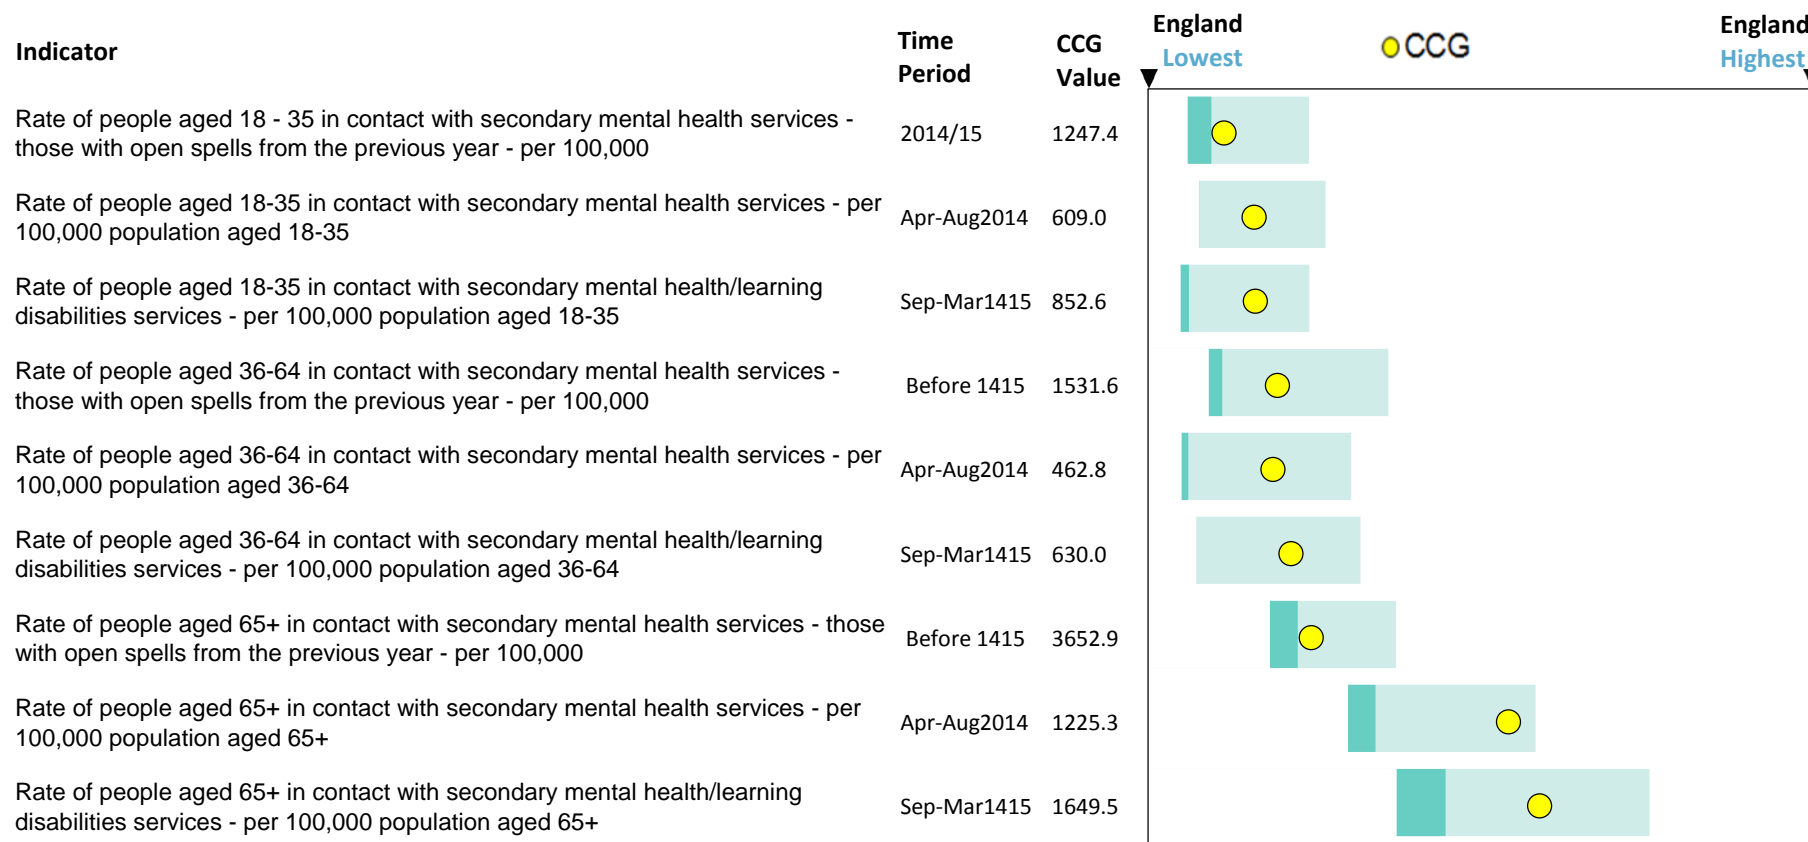 Indicator
Time Period
CCG Value
England Lowest
CCG
England Highest
Rate of people aged 18 - 35 in contact with secondary mental health services -
those with open spells from the previous year - per 100,000
2014/15 1247.4
Rate of people aged 18-35 in contact with secondary mental health services - per
100,000 population aged 18-35
Apr-Aug2014 609.0
Rate of people aged 18-35 in contact with secondary mental health/learning
disabilities services - per 100,000 population aged 18-35
Sep-Mar1415 852.6
Rate of people aged 36-64 in contact with secondary mental health services -
those with open spells from the previous year - per 100,000
Before 1415 1531.6
Rate of people aged 36-64 in contact with secondary mental health services - per
100,000 population aged 36-64
Apr-Aug2014 462.8
Rate of people aged 36-64 in contact with secondary mental health/learning
disabilities services - per 100,000 population aged 36-64
Sep-Mar1415 630.0
Rate of people aged 65+ in contact with secondary mental health services - those
with open spells from the previous year - per 100,000
Before 1415 3652.9
Rate of people aged 65+ in contact with secondary mental health services - per
100,000 population aged 65+
Apr-Aug2014 1225.3
Rate of people aged 65+ in contact with secondary mental health/learning
disabilities services - per 100,000 population aged 65+
Sep-Mar1415 1649.5